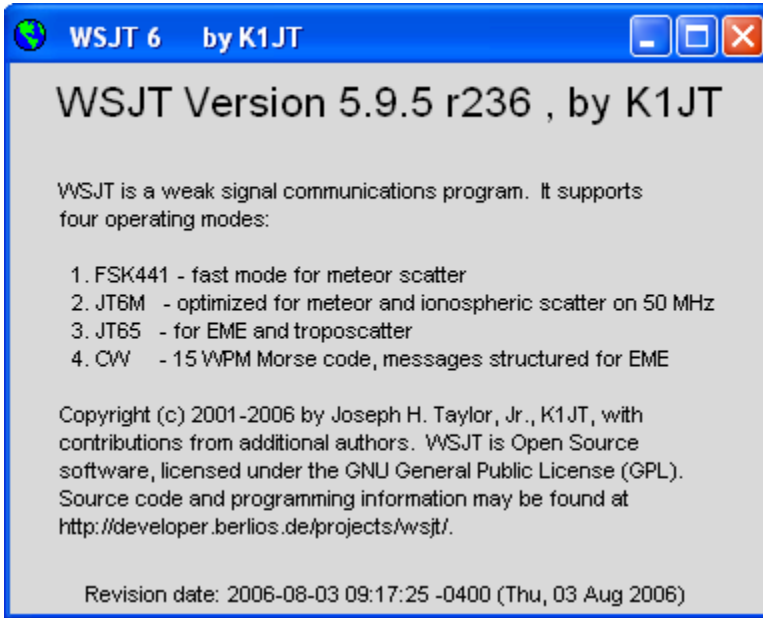 WSJT 6 by K1JT
WSJT Version 5.9.5 r236 , by K1JT
WSJT is a weak signal communications program. It supports
four operating modes:
1. FSK441 - fast mode for meteor scatter
2. JT6M - optimized for meteor and ionospheric scatter on 50 MHz
3. JT65 - for EME and troposcatter
4. CW - 15 WPM Morse code, messages structured for EME
Copyright (c) 2001-2006 by Joseph H. Taylor, Jr., K1JT, with
contributions from additional authors. WSJT is Open Source
software, licensed under the GNU General Public License (GPL).
Source code and programming information may be found at
http://developer.berlios.de/projects/wsjt/.
Revision date: 2006-08-03 09:17:25 -0400 (Thu, 03 Aug 2006)